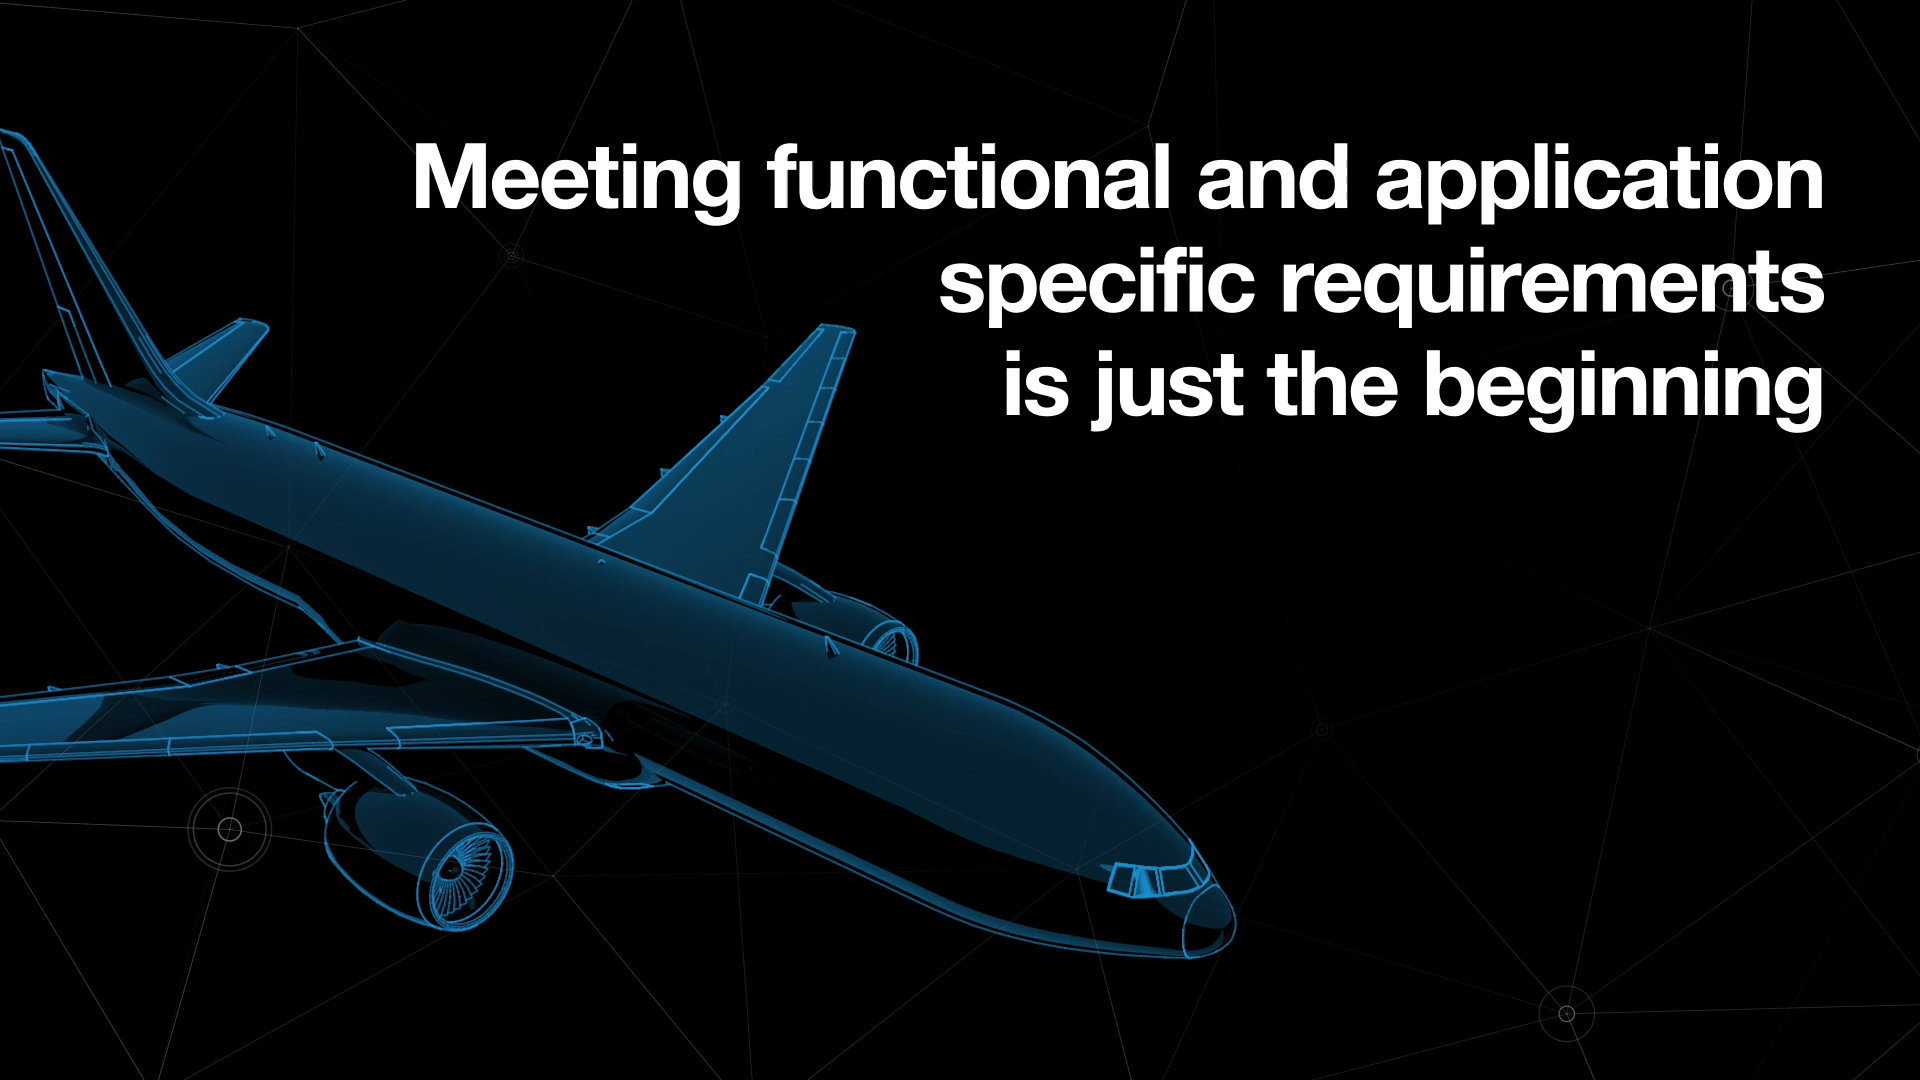 Meeting functional and application
specific requirements
is just the beginning